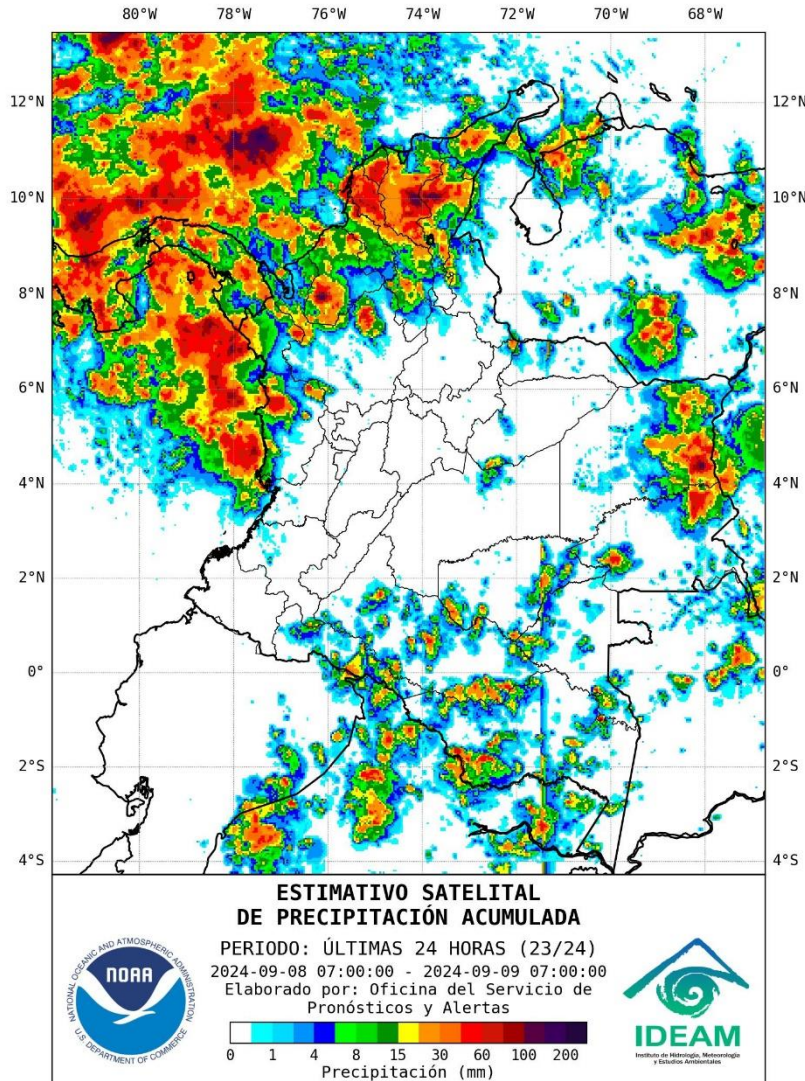 80°W 78°W 76°W 74°W 72°W 70°W 68°W
12°N 12°N
10°N 10°N
8°N 8°N
6°N 6°N
4°N 4°N
2°N 2°N
0° 0°
2°S 2°S
4°S 4°S
ESTIMATIVO SATELITAL
DE PRECIPITACIÓN ACUMULADA
PERIODO: ÚLTIMAS 24 HORAS (23/24)
2024-09-08 07:00:00 - 2024-09-09 07:00:00
Elaborado por: Oficina del Servicio de
Pronósticos y Alertas
0 1 4 8 15 30 60 100 200
Precipitación (mm)
NATIONAL OCEANIC AND ATMOSPHERIC ADMINISTRATION
NOAA
U.S. DEPARTMENT OF COMMERCE
IDEAM
Instituto de Hidrología, Meteorología
y Estudios Ambientales